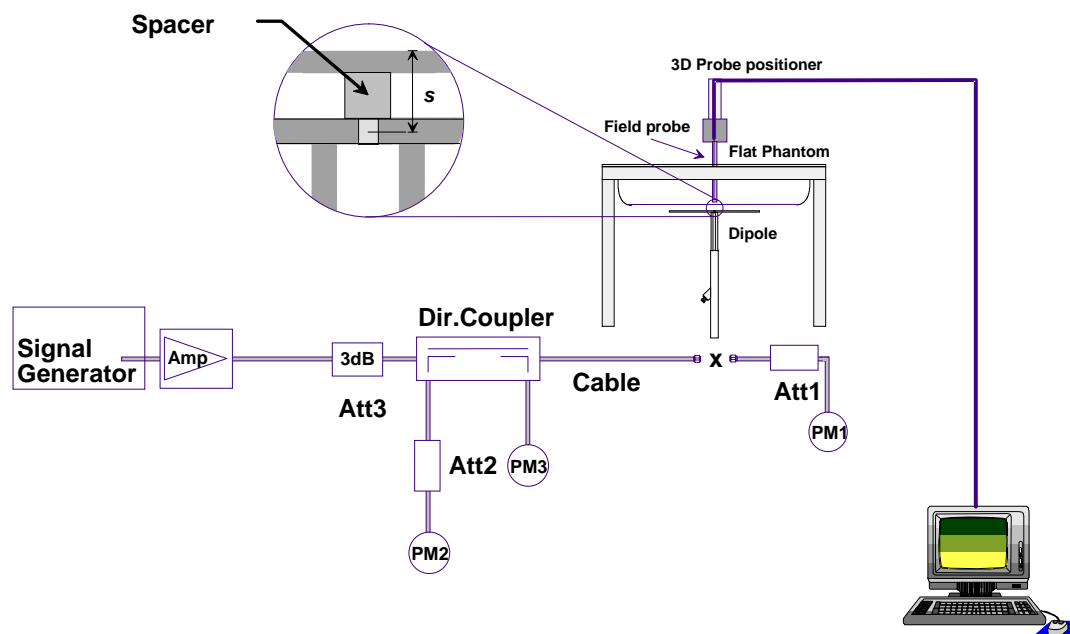 Spacer
s
3D Probe positioner
Field probe
Flat Phantom
Dipole
Dir.Coupler
Signal
Generator
Amp
3dB
Att3
Cable
x
Att1
PM1
Att2
PM3
PM2